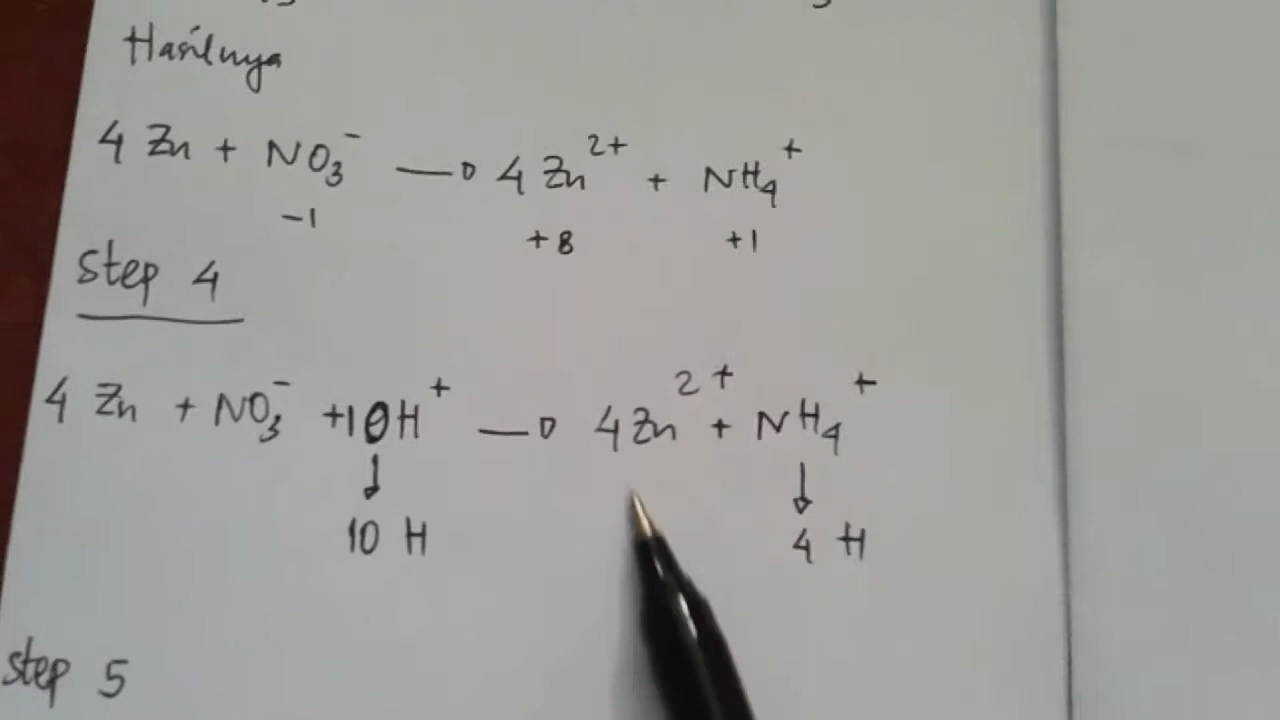 Hasilnya
4 Zn + NO₃⁻ → 4 Zn²⁺ + NH₄⁺
-1 +8 +1
Step 4
4 Zn + NO₃⁻ + 10H⁺ → 4 Zn²⁺ + NH₄⁺
↓ ↓
10 H 4 H
Step 5